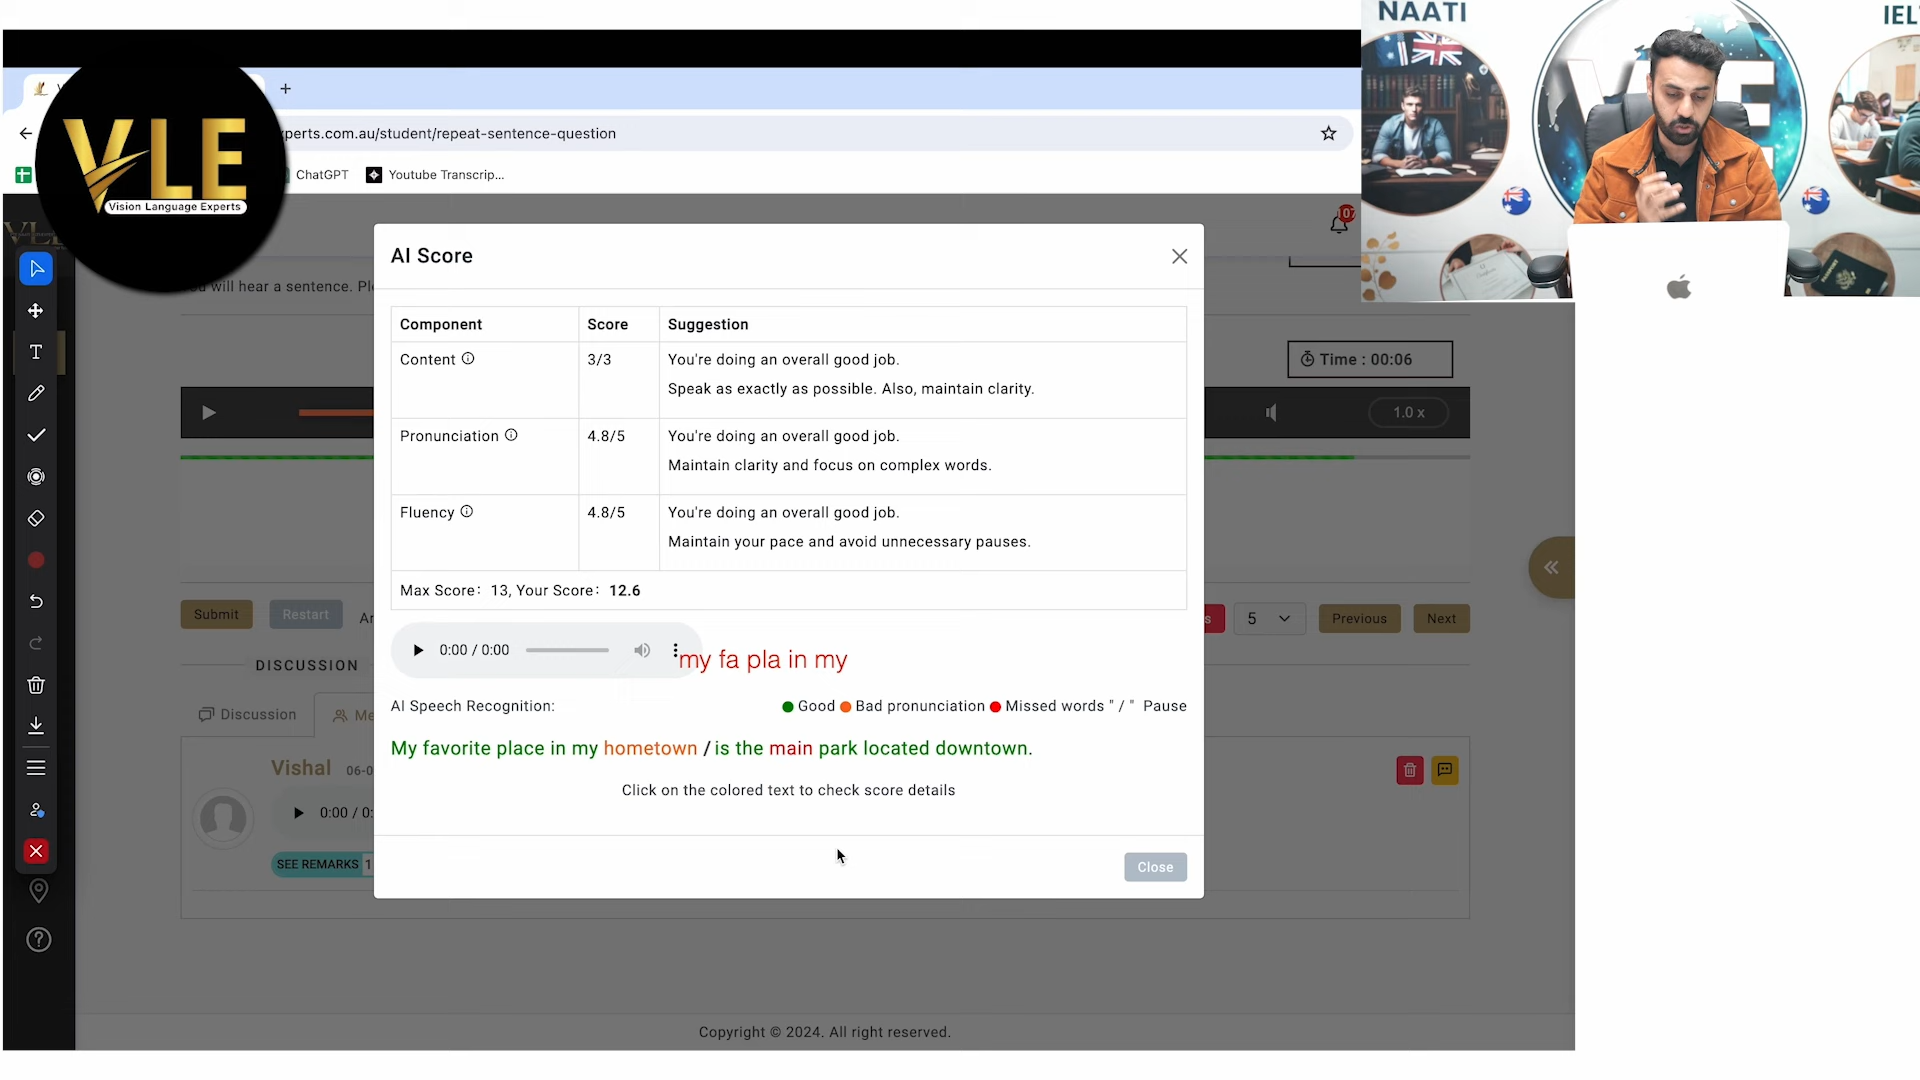 NAATI
IEL
VLE
Vision Language Experts
perts.com.au/student/repeat-sentence-question
ChatGPT
Youtube Transcrip...
107
will hear a sentence.
AI Score
Component Score Suggestion
Content 3/3 You're doing an overall good job.
Speak as exactly as possible. Also, maintain clarity.
Pronunciation 4.8/5 You're doing an overall good job.
Maintain clarity and focus on complex words.
Fluency 4.8/5 You're doing an overall good job.
Maintain your pace and avoid unnecessary pauses.
Max Score: 13, Your Score: 12.6
Time : 00:06
1.0 x
Submit Restart
5 Previous Next
0:00 / 0:00
my fa pla in my
DISCUSSION
AI Speech Recognition:
Good Bad pronunciation Missed words " / " Pause
Discussion Me
My favorite place in my hometown / is the main park located downtown.
Click on the colored text to check score details
Vishal 06-0
0:00 / 0:
SEE REMARKS 1
Close
Copyright © 2024. All right reserved.